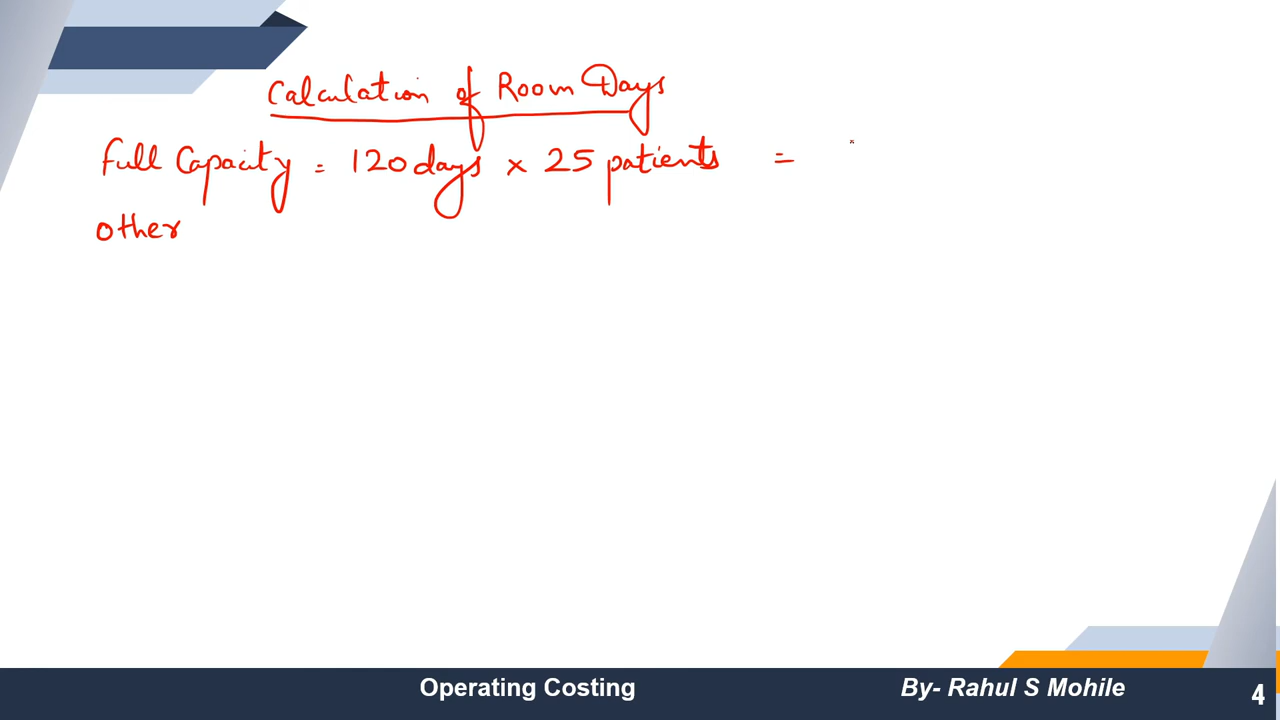 Calculation of Room Days
Full Capacity = 120 days × 25 patients =
other
Operating Costing
By- Rahul S Mohile
4